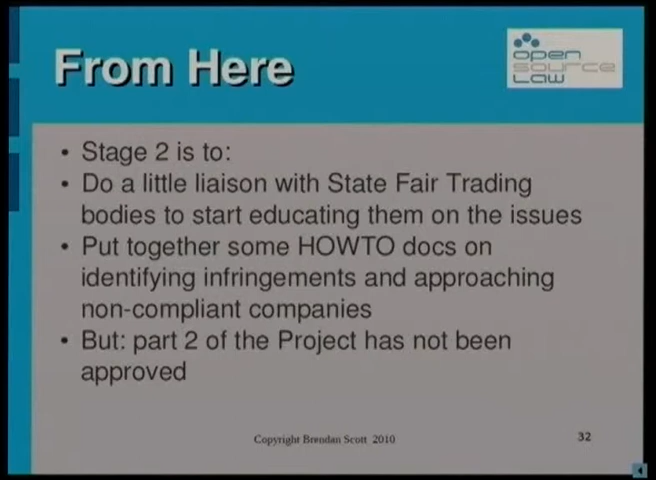 From Here
open
source
Law
• Stage 2 is to:
• Do a little liaison with State Fair Trading
bodies to start educating them on the issues
• Put together some HOWTO docs on
identifying infringements and approaching
non-compliant companies
• But: part 2 of the Project has not been
approved
Copyright Brendan Scott 2010
32